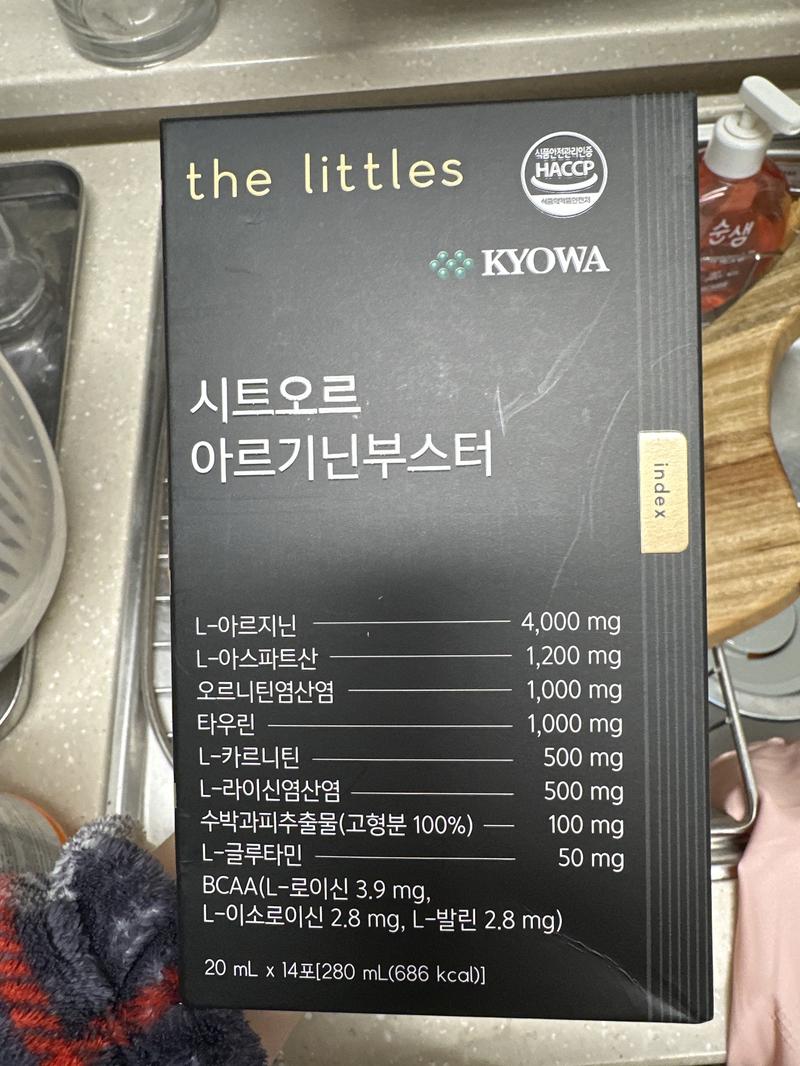 the littles
식품안전관리인증
HACCP
식품의약품안전처
KYOWA
시트오르
아르기닌부스터
index
L-아르지닌 4,000 mg
L-아스파트산 1,200 mg
오르니틴염산염 1,000 mg
타우린 1,000 mg
L-카르니틴 500 mg
L-라이신염산염 500 mg
수박과피추출물(고형분 100%) 100 mg
L-글루타민 50 mg
BCAA(L-로이신 3.9 mg,
L-이소로이신 2.8 mg, L-발린 2.8 mg)
20 mL x 14포[280 mL(686 kcal)]
순샘